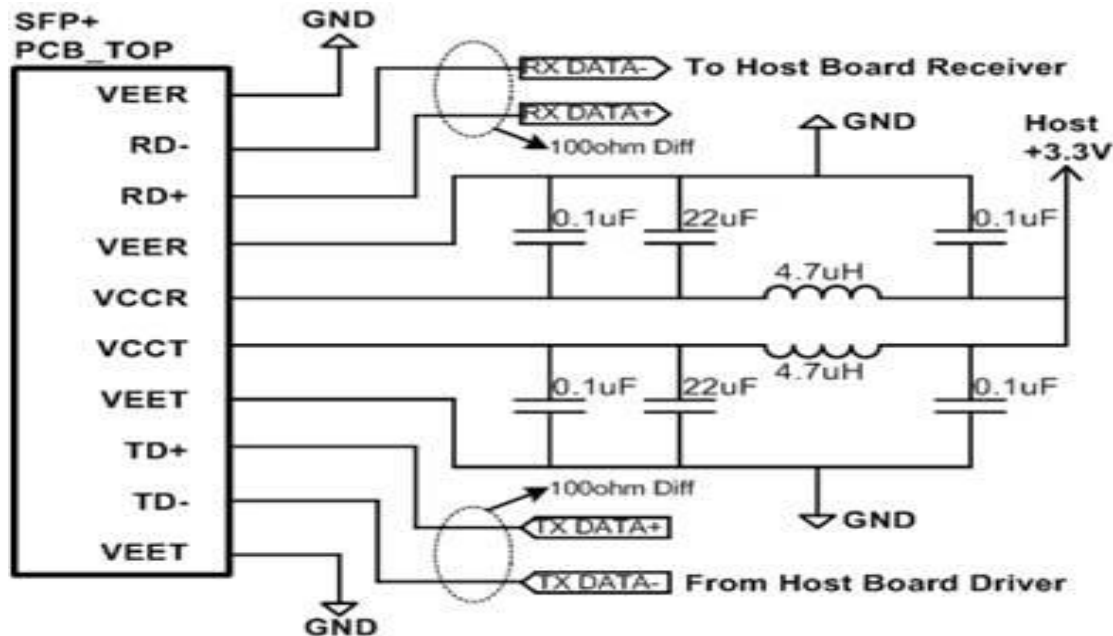 SFP+
PCB_TOP
GND
VEER
RD-
RD+
VEER
VCCR
VCCT
VEET
TD+
TD-
VEET
RX DATA-
To Host Board Receiver
RX DATA+
100ohm Diff
GND
Host
+3.3V
0.1uF
22uF
0.1uF
4.7uH
4.7uH
0.1uF
22uF
0.1uF
100ohm Diff
TX DATA+
GND
TX DATA-
From Host Board Driver
GND